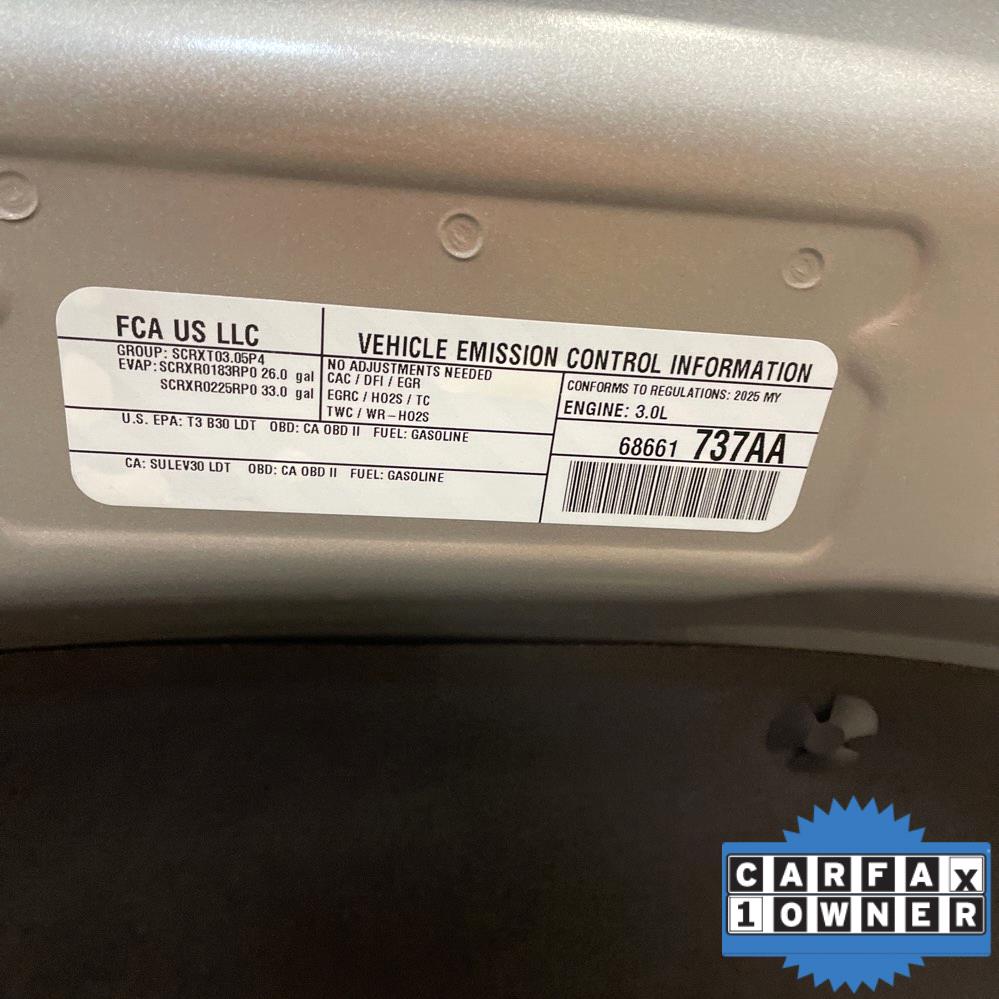 FCA US LLC
GROUP: SCRXT03.05P4
EVAP: SCRXR0183RP0 26.0 gal
SCRXR0225RP0 33.0 gal
VEHICLE EMISSION CONTROL INFORMATION
NO ADJUSTMENTS NEEDED
CAC / DFI / EGR
EGRC / HO2S / TC
TWC / WR-HO2S
CONFORMS TO REGULATIONS: 2025 MY
ENGINE: 3.0L
U.S. EPA: T3 B30 LDT OBD: CA OBD II FUEL: GASOLINE
CA: SULEV30 LDT OBD: CA OBD II FUEL: GASOLINE
68661 737AA
CARFAX
1 OWNER